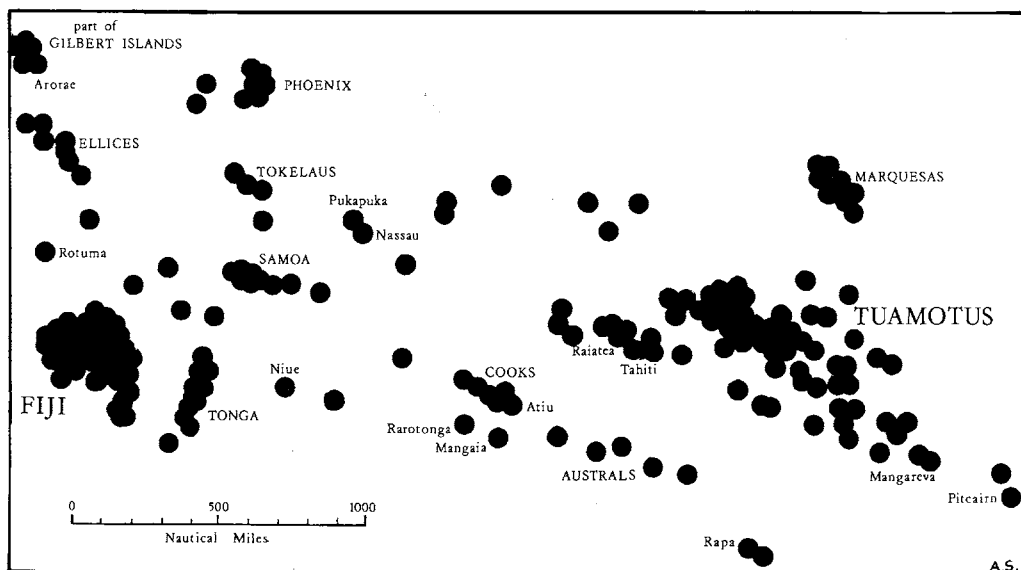 part of
GILBERT ISLANDS
Arorae
PHOENIX
ELLICES
TOKELAUS
MARQUESAS
Pukapuka
Nassau
Rotuma
SAMOA
TUAMOTUS
Raiatea
Tahiti
Niue
COOKS
FIJI
TONGA
Atiu
Rarotonga
Mangaia
AUSTRALS
Mangareva
Pitcairn
0 500 1000
Nautical Miles
Rapa
A.S.